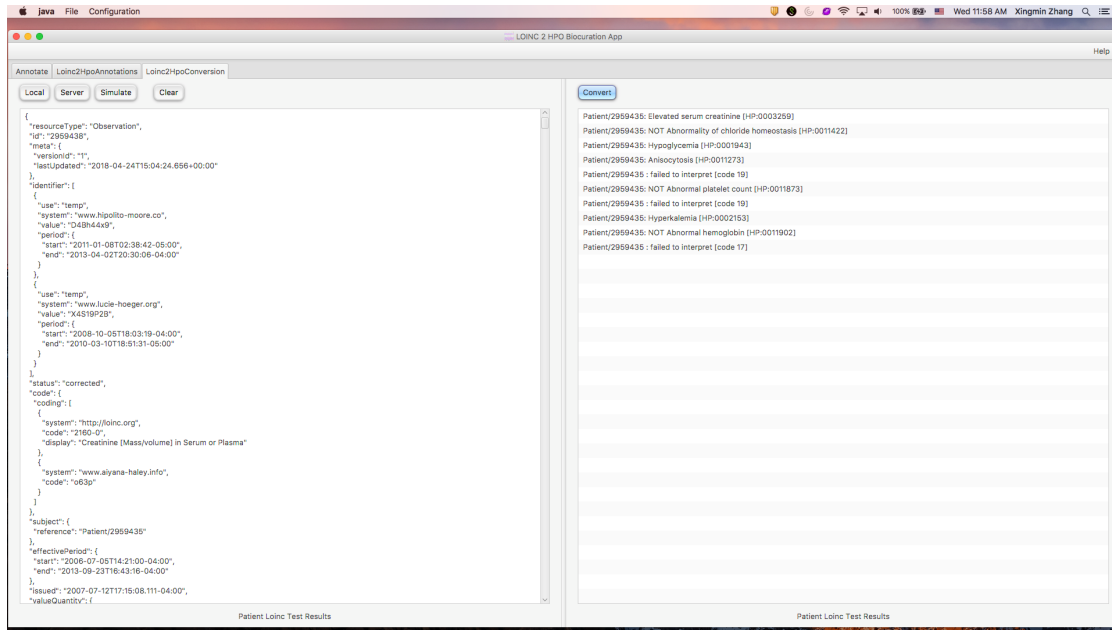 java File Configuration 100% Wed 11:58 AM Xingmin Zhang
LOINC 2 HPO Biocuration App
Help
Annotate Loinc2HpoAnnotations Loinc2HpoConversion
Local Server Simulate Clear
{
"resourceType": "Observation",
"id": "2959438",
"meta": {
"versionId": "1",
"lastUpdated": "2018-04-24T15:04:24.656+00:00"
},
"identifier": [
{
"use": "temp",
"system": "www.hipolito-moore.co",
"value": "D4Bh44x9",
"period": {
"start": "2011-01-08T02:38:42-05:00",
"end": "2013-04-02T20:30:06-04:00"
}
},
{
"use": "temp",
"system": "www.lucie-hoeger.org",
"value": "X4S19P2B",
"period": {
"start": "2008-10-05T18:03:19-04:00",
"end": "2010-03-10T18:51:31-05:00"
}
}
],
"status": "corrected",
"code": {
"coding": [
{
"system": "http://loinc.org",
"code": "2160-0",
"display": "Creatinine [Mass/volume] in Serum or Plasma"
},
{
"system": "www.aiyana-haley.info",
"code": "o63p"
}
]
},
"subject": {
"reference": "Patient/2959435"
},
"effectivePeriod": {
"start": "2006-07-05T14:21:00-04:00",
"end": "2013-09-23T16:43:16-04:00"
},
"issued": "2007-07-12T17:15:08.111-04:00",
"valueQuantity": {
Patient Loinc Test Results
Convert
Patient/2959435: Elevated serum creatinine [HP:0003259]
Patient/2959435: NOT Abnormality of chloride homeostasis [HP:0011422]
Patient/2959435: Hypoglycemia [HP:0001943]
Patient/2959435: Anisocytosis [HP:0011273]
Patient/2959435 : failed to interpret [code 19]
Patient/2959435: NOT Abnormal platelet count [HP:0011873]
Patient/2959435 : failed to interpret [code 19]
Patient/2959435: Hyperkalemia [HP:0002153]
Patient/2959435: NOT Abnormal hemoglobin [HP:0011902]
Patient/2959435 : failed to interpret [code 17]
Patient Loinc Test Results